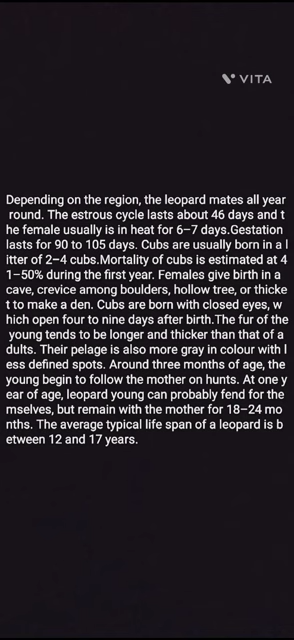 VITA
Depending on the region, the leopard mates all year
round. The estrous cycle lasts about 46 days and t
he female usually is in heat for 6–7 days.Gestation
lasts for 90 to 105 days. Cubs are usually born in a l
itter of 2–4 cubs.Mortality of cubs is estimated at 4
1–50% during the first year. Females give birth in a
cave, crevice among boulders, hollow tree, or thicke
t to make a den. Cubs are born with closed eyes, w
hich open four to nine days after birth.The fur of the
young tends to be longer and thicker than that of a
dults. Their pelage is also more gray in colour with l
ess defined spots. Around three months of age, the
young begin to follow the mother on hunts. At one y
ear of age, leopard young can probably fend for the
mselves, but remain with the mother for 18–24 mo
nths. The average typical life span of a leopard is b
etween 12 and 17 years.